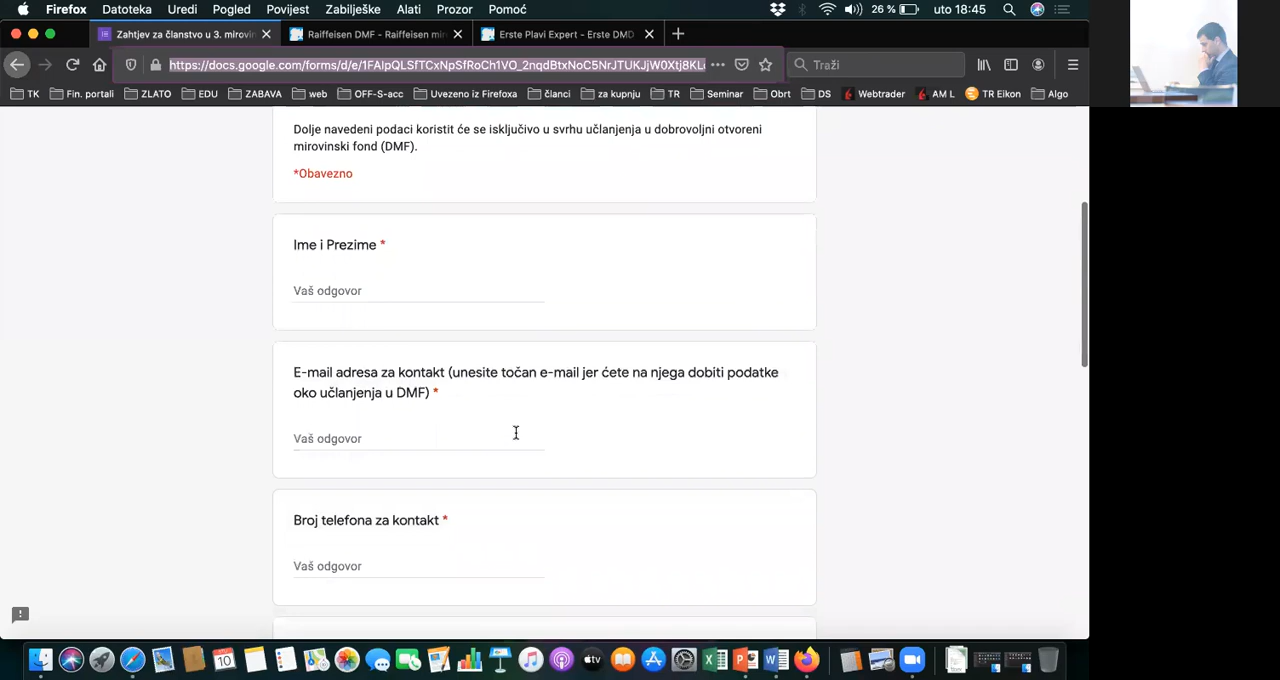 Firefox Datoteka Uredi Pogled Povijest Zabilješke Alati Prozor Pomoć 26 % uto 18:45
Zahtjev za članstvo u 3. mirovin Raiffeisen DMF - Raiffeisen mir Erste Plavi Expert - Erste DMD
https://docs.google.com/forms/d/e/1FAIpQLSfTCxNpSfRoCh1VO_2nqdBtxNoC5NrJTUKJjW0Xtj8KL Traži
TK Fin. portali ZLATO EDU ZABAVA web OFF-S-acc Uvezeno iz Firefoxa članci za kupnju TR Seminar Obrt DS Webtrader AM L TR Eikon Algo
Dolje navedeni podaci koristit će se isključivo u svrhu učlanjenja u dobrovoljni otvoreni
mirovinski fond (DMF).
*Obavezno
Ime i Prezime *
Vaš odgovor
E-mail adresa za kontakt (unesite točan e-mail jer ćete na njega dobiti podatke
oko učlanjenja u DMF) *
Vaš odgovor
Broj telefona za kontakt *
Vaš odgovor
10
tv